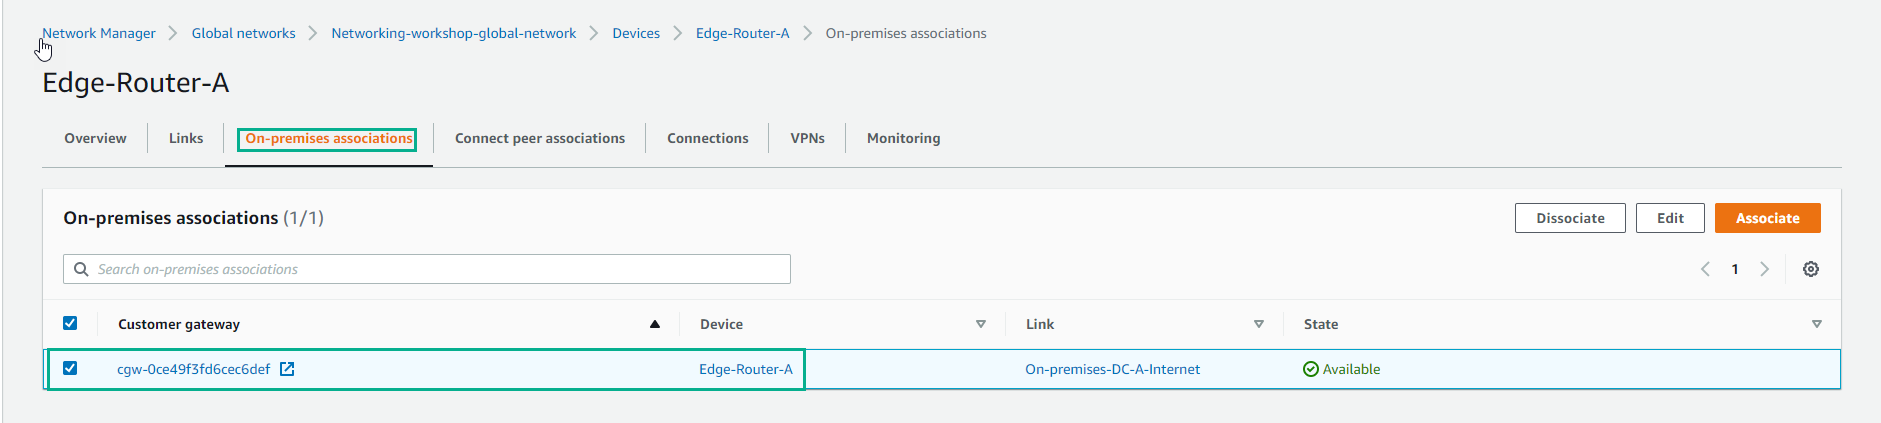 Network Manager > Global networks > Networking-workshop-global-network > Devices > Edge-Router-A > On-premises associations
Edge-Router-A
Overview Links On-premises associations Connect peer associations Connections VPNs Monitoring
On-premises associations (1/1) Dissociate Edit Associate
Search on-premises associations < 1 >
Customer gateway Device Link State
cgw-0ce49f3fd6cec6def Edge-Router-A On-premises-DC-A-Internet Available